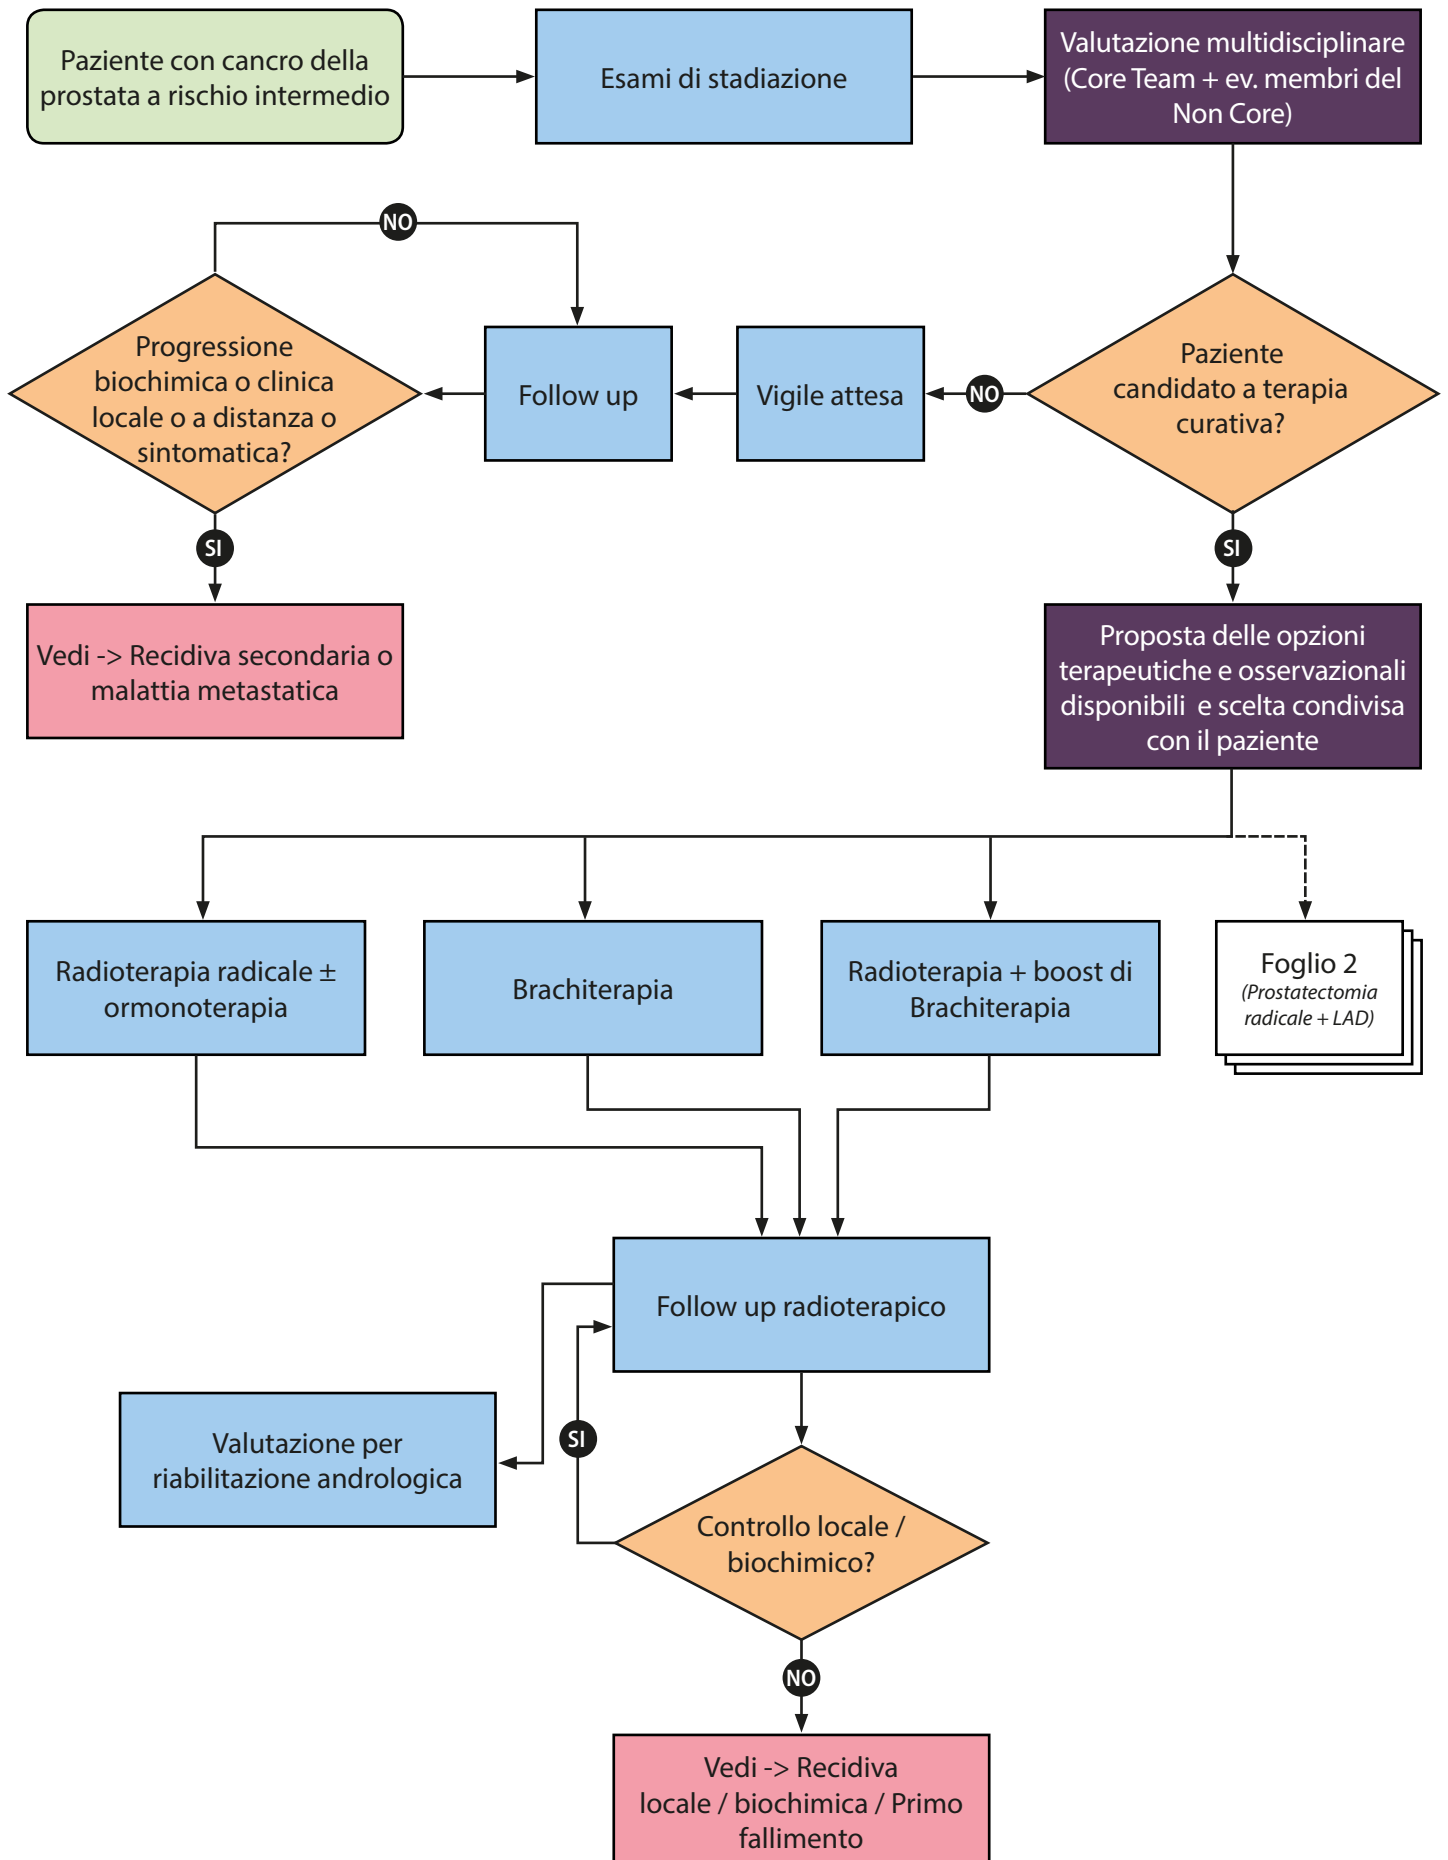 Paziente con cancro della
prostata a rischio intermedio
Esami di stadiazione
Valutazione multidisciplinare
(Core Team + ev. membri del
Non Core)
NO
Progressione
biochimica o clinica
locale o a distanza o
sintomatica?
Follow up
Vigile attesa
NO
Paziente
candidato a terapia
curativa?
SI
SI
Vedi -> Recidiva secondaria o
malattia metastatica
Proposta delle opzioni
terapeutiche e osservazionali
disponibili e scelta condivisa
con il paziente
Radioterapia radicale ±
ormonoterapia
Brachiterapia
Radioterapia + boost di
Brachiterapia
Foglio 2
(Prostatectomia
radicale + LAD)
Follow up radioterapico
Valutazione per
riabilitazione andrologica
SI
Controllo locale /
biochimico?
NO
Vedi -> Recidiva
locale / biochimica / Primo
fallimento